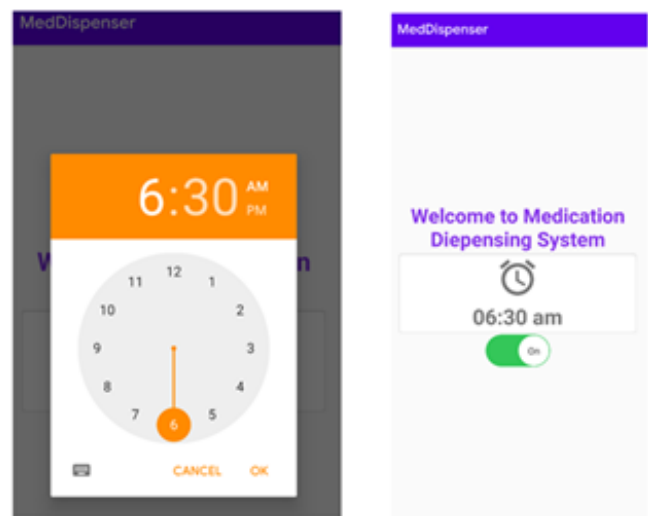 MedDispenser
6:30 AM
PM
W n
12
11 1
10 2
9 3
8 4
7 5
6
CANCEL OK
MedDispenser
Welcome to Medication
Diepensing System
06:30 am
On